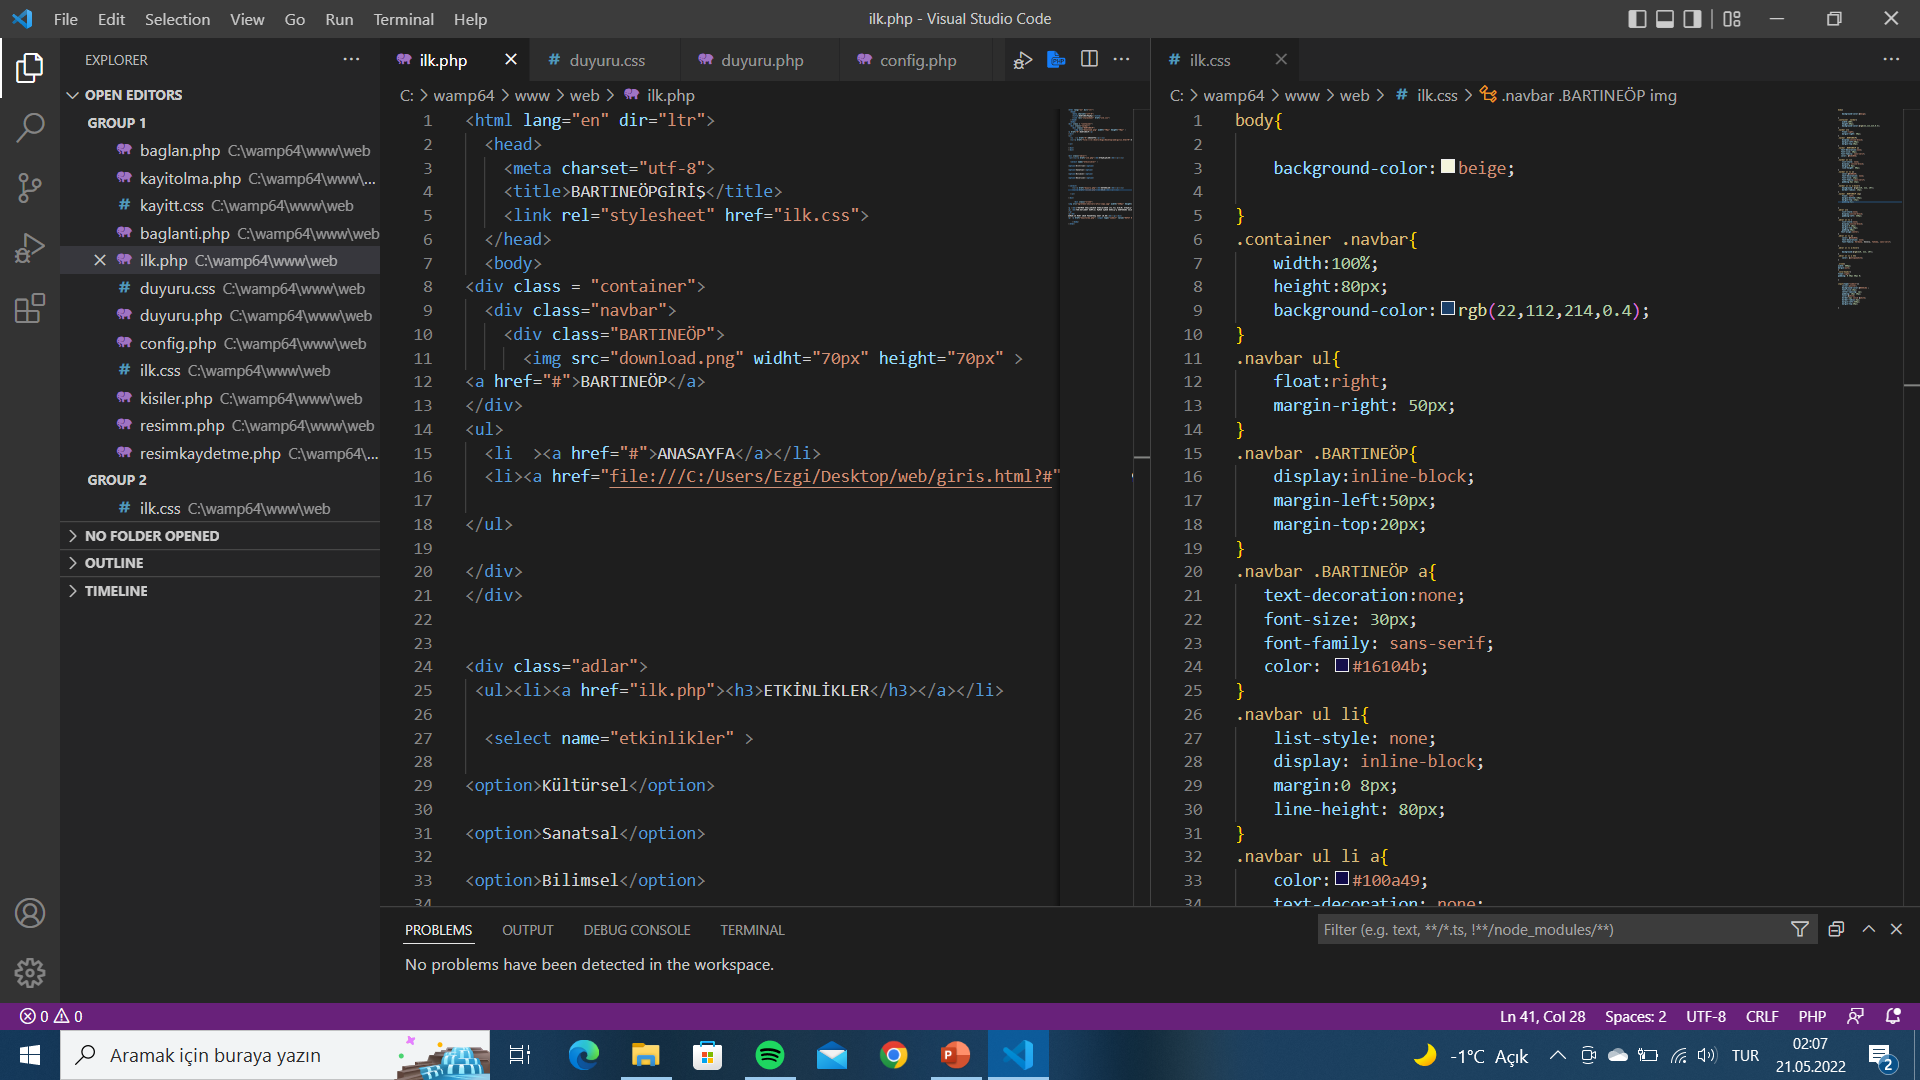 File Edit Selection View Go Run Terminal Help
ilk.php - Visual Studio Code
EXPLORER
OPEN EDITORS
GROUP 1
baglan.php C:\wamp64\www\web
kayitolma.php C:\wamp64\www\...
# kayitt.css C:\wamp64\www\web
baglanti.php C:\wamp64\www\web
ilk.php C:\wamp64\www\web
# duyuru.css C:\wamp64\www\web
duyuru.php C:\wamp64\www\web
config.php C:\wamp64\www\web
# ilk.css C:\wamp64\www\web
kisiler.php C:\wamp64\www\web
resimm.php C:\wamp64\www\web
resimkaydetme.php C:\wamp64\...
GROUP 2
# ilk.css C:\wamp64\www\web
NO FOLDER OPENED
OUTLINE
TIMELINE
ilk.php # duyuru.css duyuru.php config.php
C: > wamp64 > www > web > ilk.php
1 <html lang="en" dir="ltr">
2 <head>
3 <meta charset="utf-8">
4 <title>BARTINEÖPGİRİŞ</title>
5 <link rel="stylesheet" href="ilk.css">
6 </head>
7 <body>
8 <div class = "container">
9 <div class="navbar">
10 <div class="BARTINEÖP">
11 <img src="download.png" widht="70px" height="70px" >
12 <a href="#">BARTINEÖP</a>
13 </div>
14 <ul>
15 <li  ><a href="#">ANASAYFA</a></li>
16 <li><a href="file:///C:/Users/Ezgi/Desktop/web/giris.html?#"
17
18 </ul>
19
20 </div>
21 </div>
22
23
24 <div class="adlar">
25 <ul><li><a href="ilk.php"><h3>ETKİNLİKLER</h3></a></li>
26
27 <select name="etkinlikler" >
28
29 <option>Kültürsel</option>
30
31 <option>Sanatsal</option>
32
33 <option>Bilimsel</option>
34
# ilk.css
C: > wamp64 > www > web > # ilk.css > .navbar .BARTINEÖP img
1 body{
2
3 background-color: beige;
4
5 }
6 .container .navbar{
7 width:100%;
8 height:80px;
9 background-color: rgb(22,112,214,0.4);
10 }
11 .navbar ul{
12 float:right;
13 margin-right: 50px;
14 }
15 .navbar .BARTINEÖP{
16 display:inline-block;
17 margin-left:50px;
18 margin-top:20px;
19 }
20 .navbar .BARTINEÖP a{
21 text-decoration:none;
22 font-size: 30px;
23 font-family: sans-serif;
24 color: #16104b;
25 }
26 .navbar ul li{
27 list-style: none;
28 display: inline-block;
29 margin:0 8px;
30 line-height: 80px;
31 }
32 .navbar ul li a{
33 color: #100a49;
34 text-decoration: none;
PROBLEMS OUTPUT DEBUG CONSOLE TERMINAL
Filter (e.g. text, **/*.ts, !**/node_modules/**)
No problems have been detected in the workspace.
0 0
Ln 41, Col 28 Spaces: 2 UTF-8 CRLF PHP
Aramak için buraya yazın
-1°C Açık
TUR
02:07
21.05.2022
2